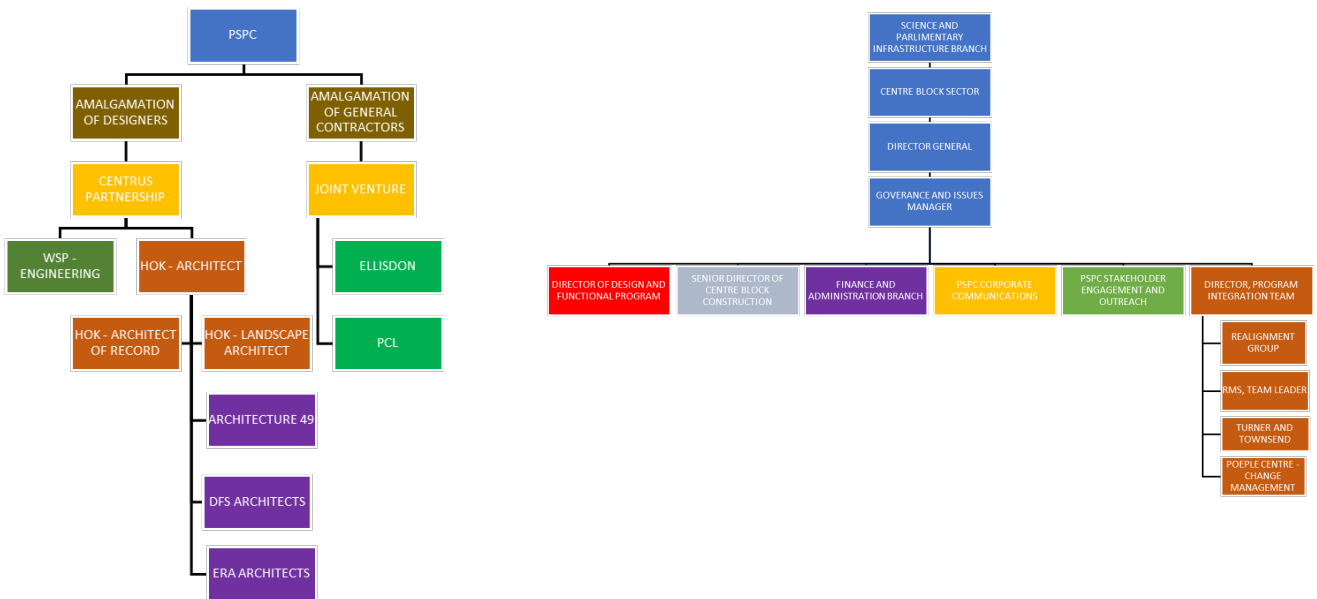 PSPC
AMALGAMATION
OF DESIGNERS
AMALGAMATION
OF GENERAL
CONTRACTORS
CENTRUS
PARTNERSHIP
JOINT VENTURE
WSP -
ENGINEERING
HOK - ARCHITECT
ELLISDON
HOK - ARCHITECT
OF RECORD
HOK - LANDSCAPE
ARCHITECT
PCL
ARCHITECTURE 49
DFS ARCHITECTS
ERA ARCHITECTS
SCIENCE AND
PARLIMENTARY
INFRASTRUCTURE BRANCH
CENTRE BLOCK SECTOR
DIRECTOR GENERAL
GOVERANCE AND ISSUES
MANAGER
DIRECTOR OF DESIGN AND
FUNCTIONAL PROGRAM
SENIOR DIRECTOR OF
CENTRE BLOCK
CONSTRUCTION
FINANCE AND
ADMINISTRATION BRANCH
PSPC CORPORATE
COMMUNICATIONS
PSPC STAKEHOLDER
ENGAGEMENT AND
OUTREACH
DIRECTOR, PROGRAM
INTEGRATION TEAM
REALIGNMENT
GROUP
RMS, TEAM LEADER
TURNER AND
TOWNSEND
POEPLE CENTRE -
CHANGE
MANAGEMENT